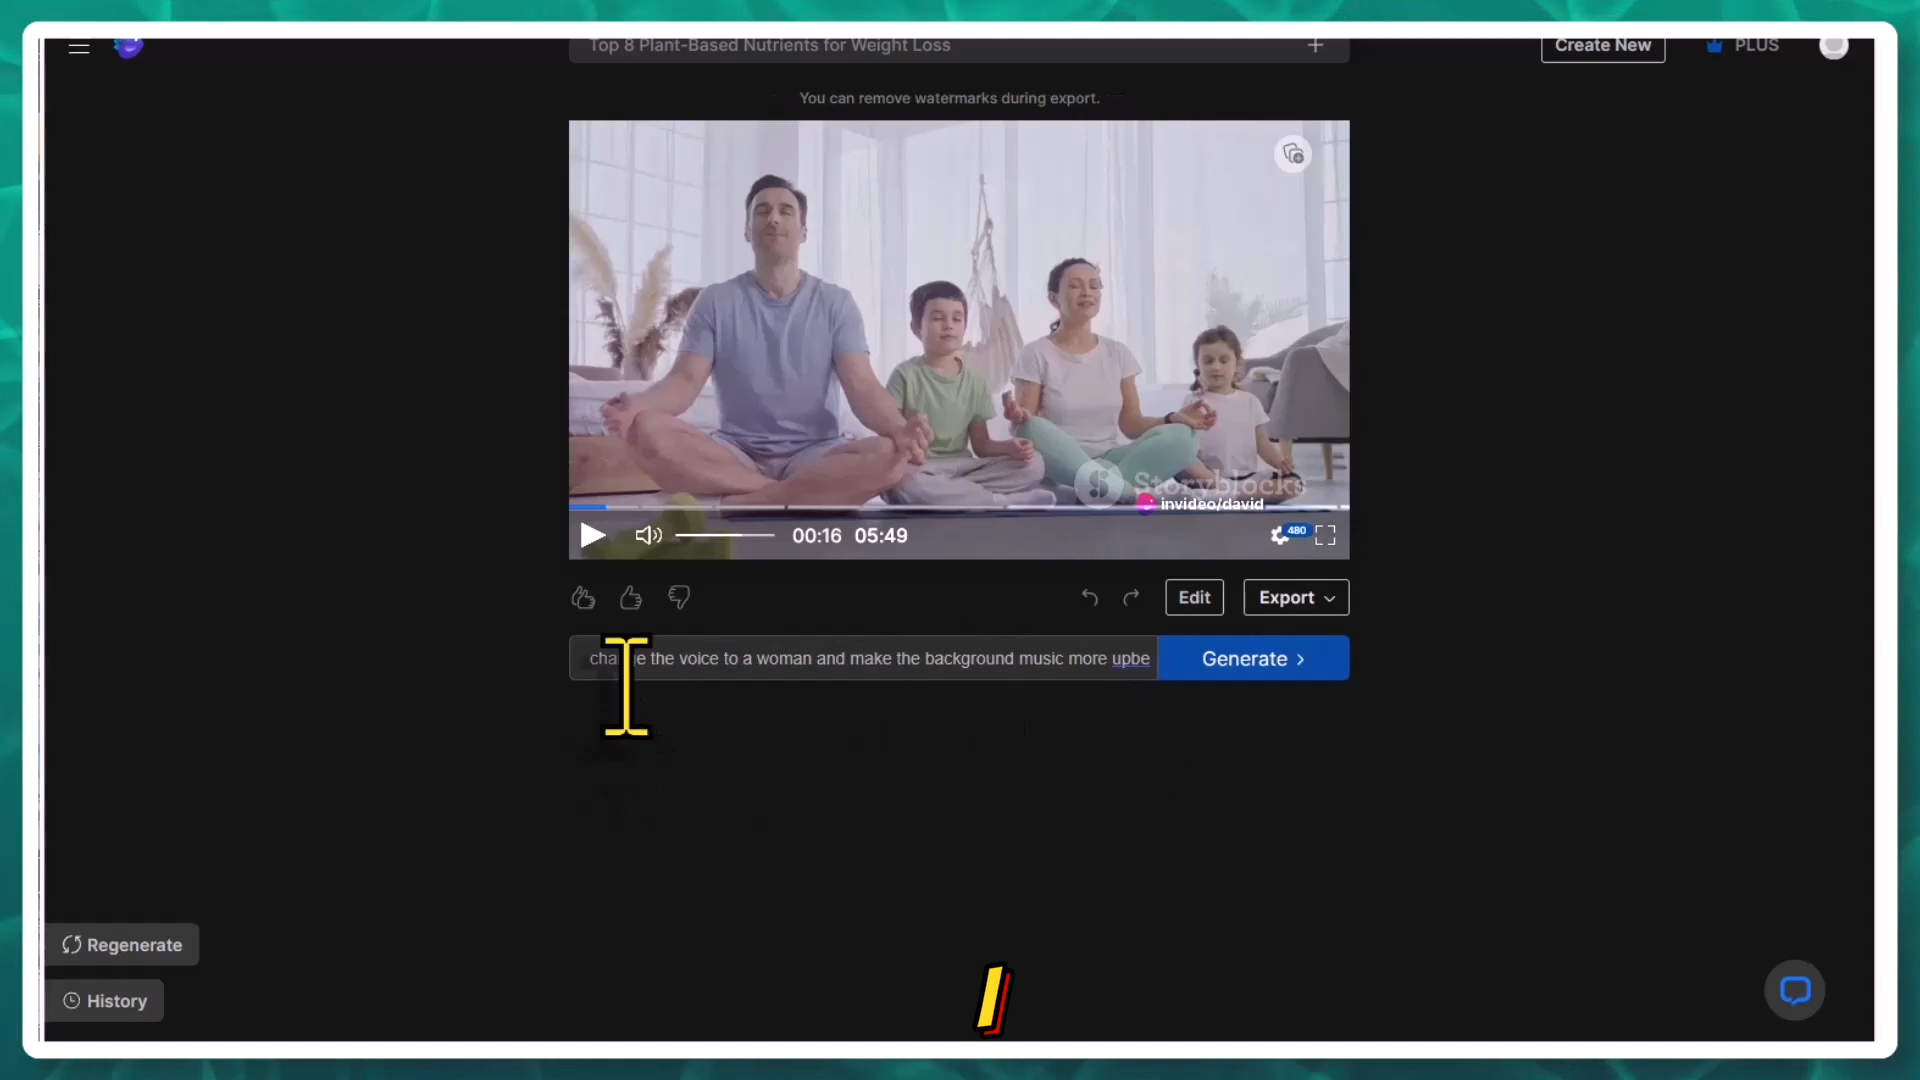 Top 8 Plant-Based Nutrients for Weight Loss
Create New
PLUS
You can remove watermarks during export.
Storyblocks
invideo/david
00:16 05:49
480
Edit
Export
change the voice to a woman and make the background music more upbe
Generate
Regenerate
History
I